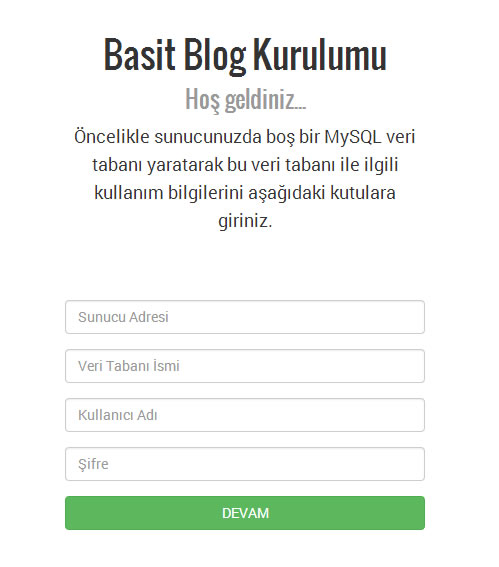 Basit Blog Kurulumu
Hoş geldiniz...
Öncelikle sunucunuzda boş bir MySQL veri
tabanı yaratarak bu veri tabanı ile ilgili
kullanım bilgilerini aşağıdaki kutulara
giriniz.
Sunucu Adresi
Veri Tabanı İsmi
Kullanıcı Adı
Şifre
DEVAM